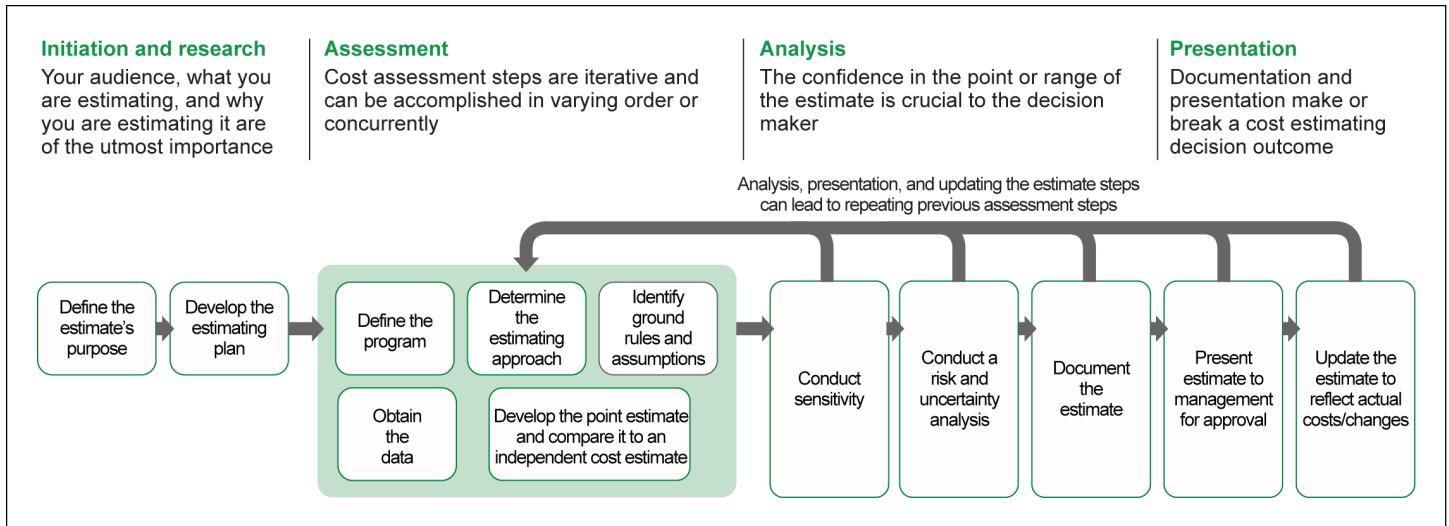 Initiation and research
Your audience, what you
are estimating, and why
you are estimating it are
of the utmost importance
Assessment
Cost assessment steps are iterative and
can be accomplished in varying order or
concurrently
Analysis
The confidence in the point or range of
the estimate is crucial to the decision
maker
Presentation
Documentation and
presentation make or
break a cost estimating
decision outcome
Analysis, presentation, and updating the estimate steps
can lead to repeating previous assessment steps
Define the
estimate's
purpose
Develop the
estimating
plan
Define the
program
Determine
the
estimating
approach
Identify
ground
rules and
assumptions
Obtain
the
data
Develop the point estimate
and compare it to an
independent cost estimate
Conduct
sensitivity
Conduct a
risk and
uncertainty
analysis
Document
the
estimate
Present
estimate to
management
for approval
Update the
estimate to
reflect actual
costs/changes